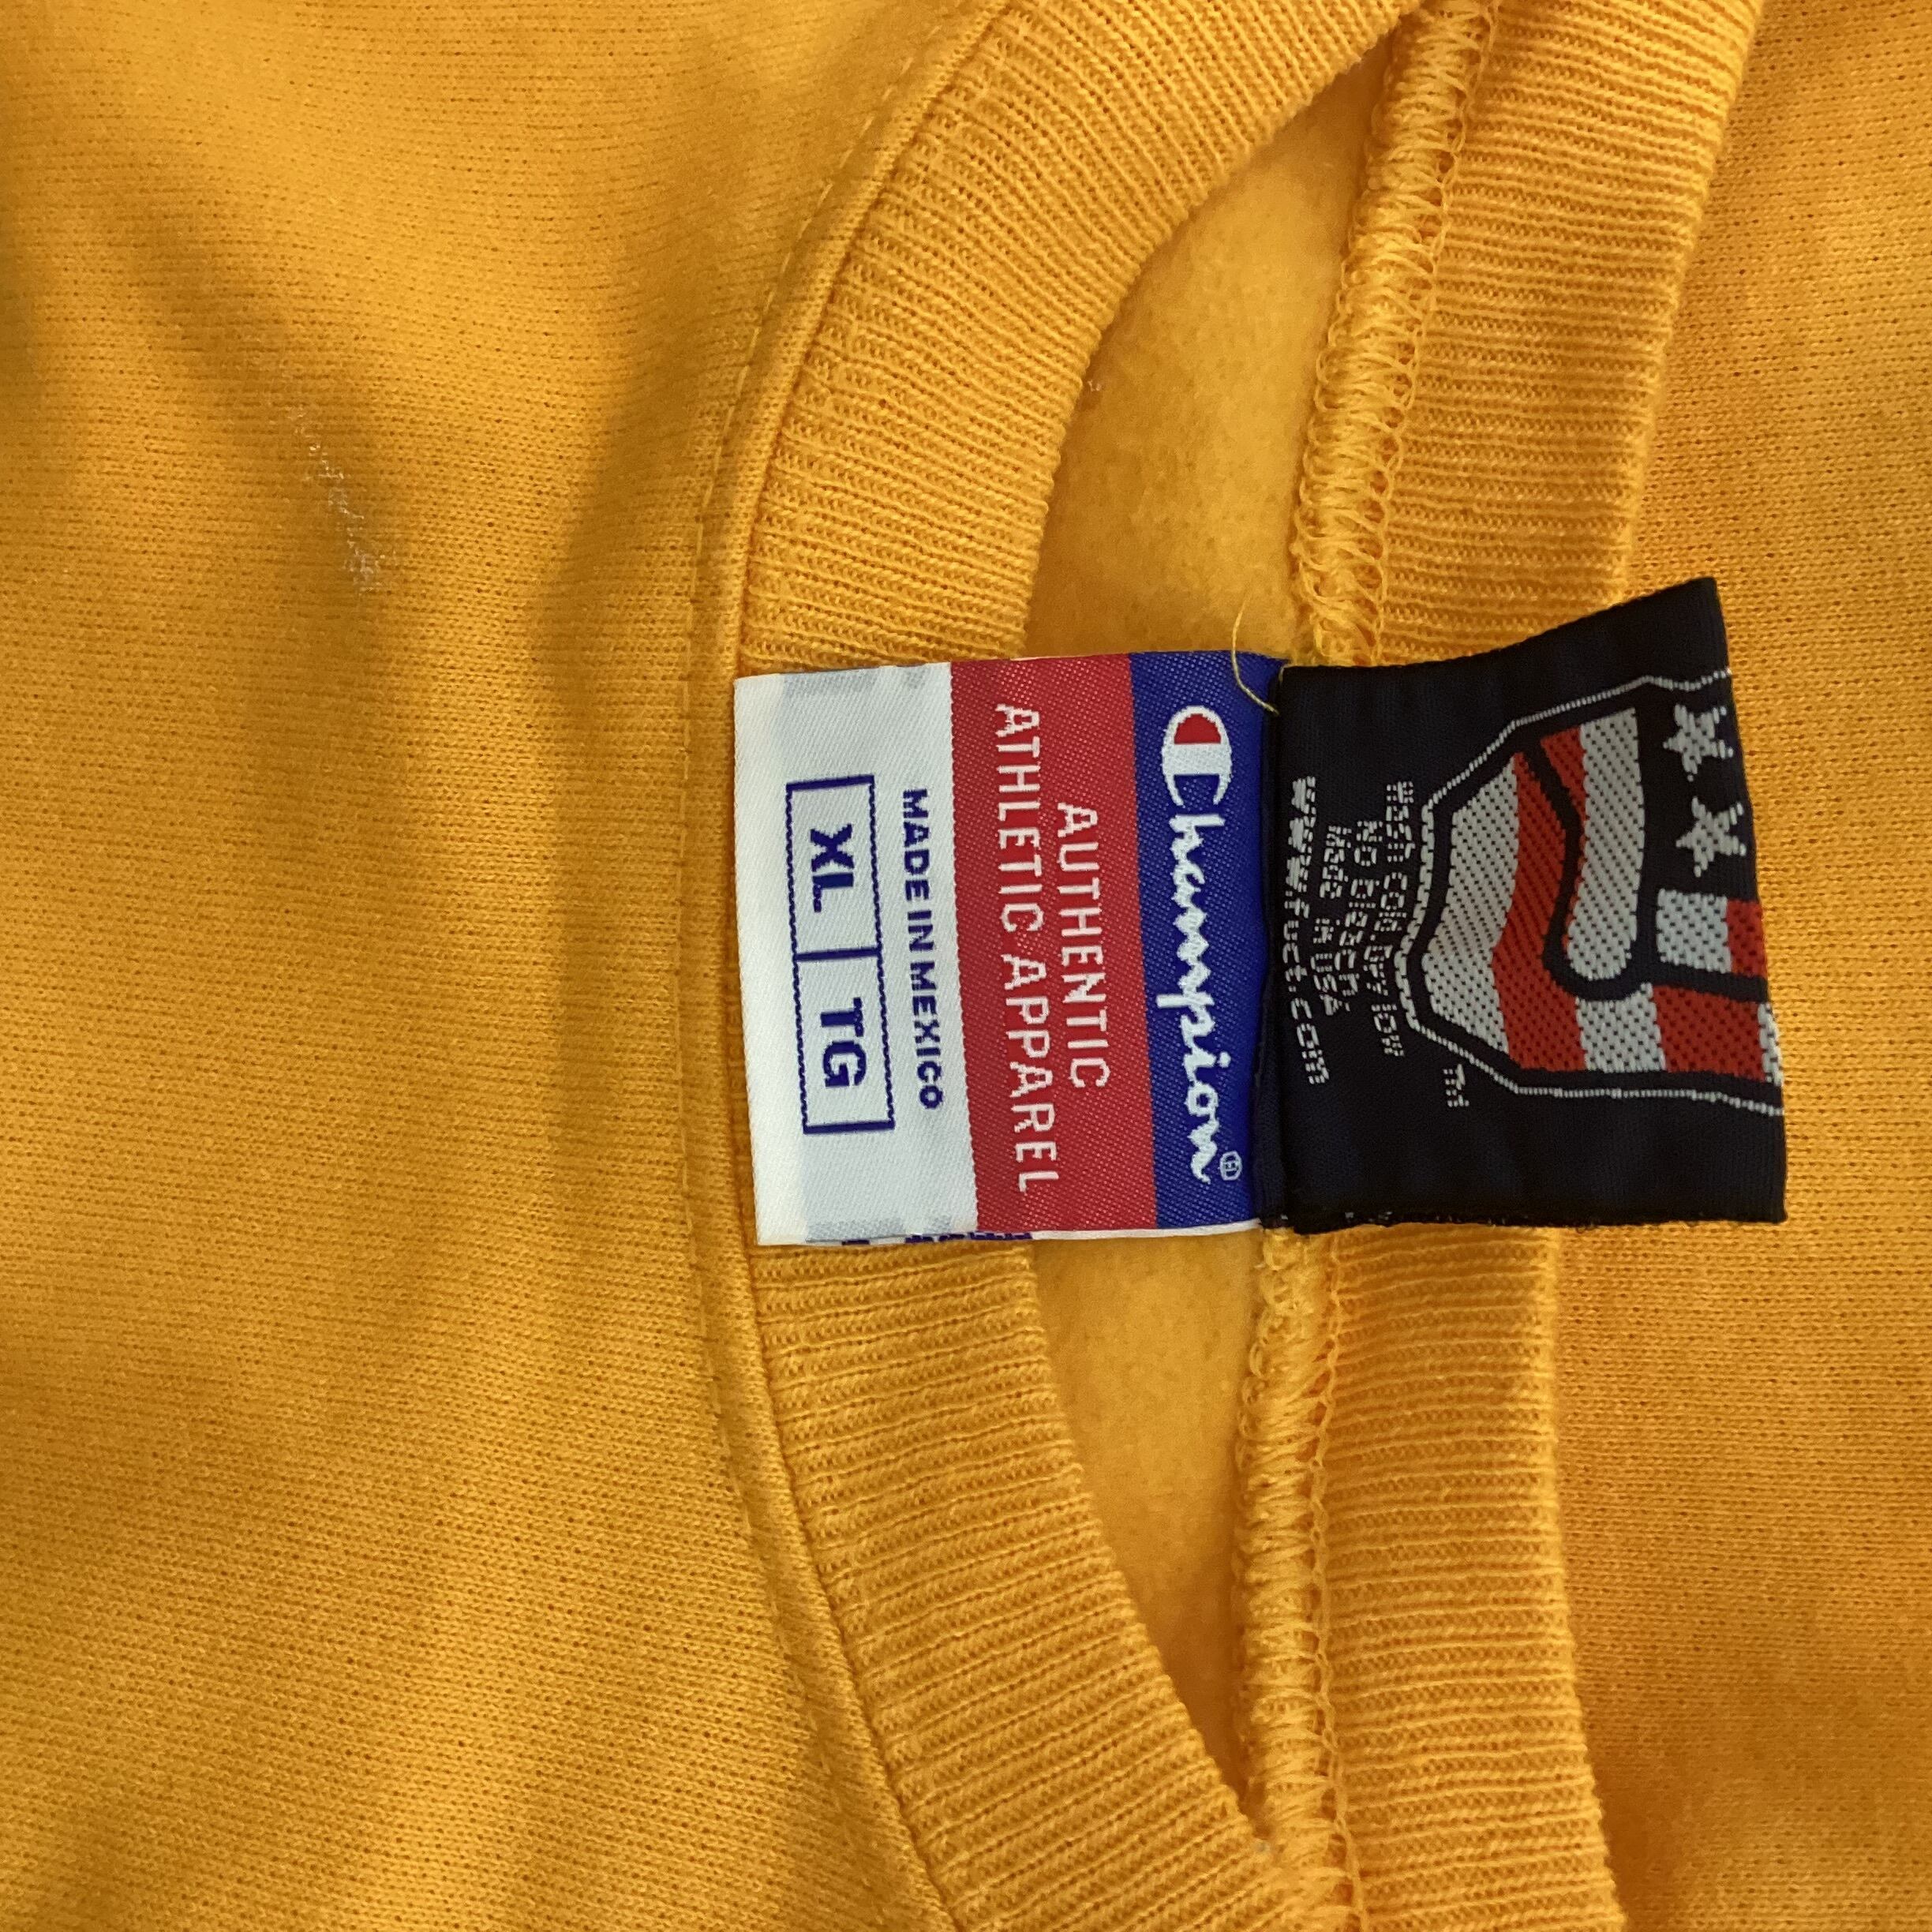 Champion®
AUTHENTIC
ATHLETIC APPAREL
MADE IN MEXICO
XL TG
TM
Wash cold Dry low
No Bleach
Made in USA
www.fuct.com